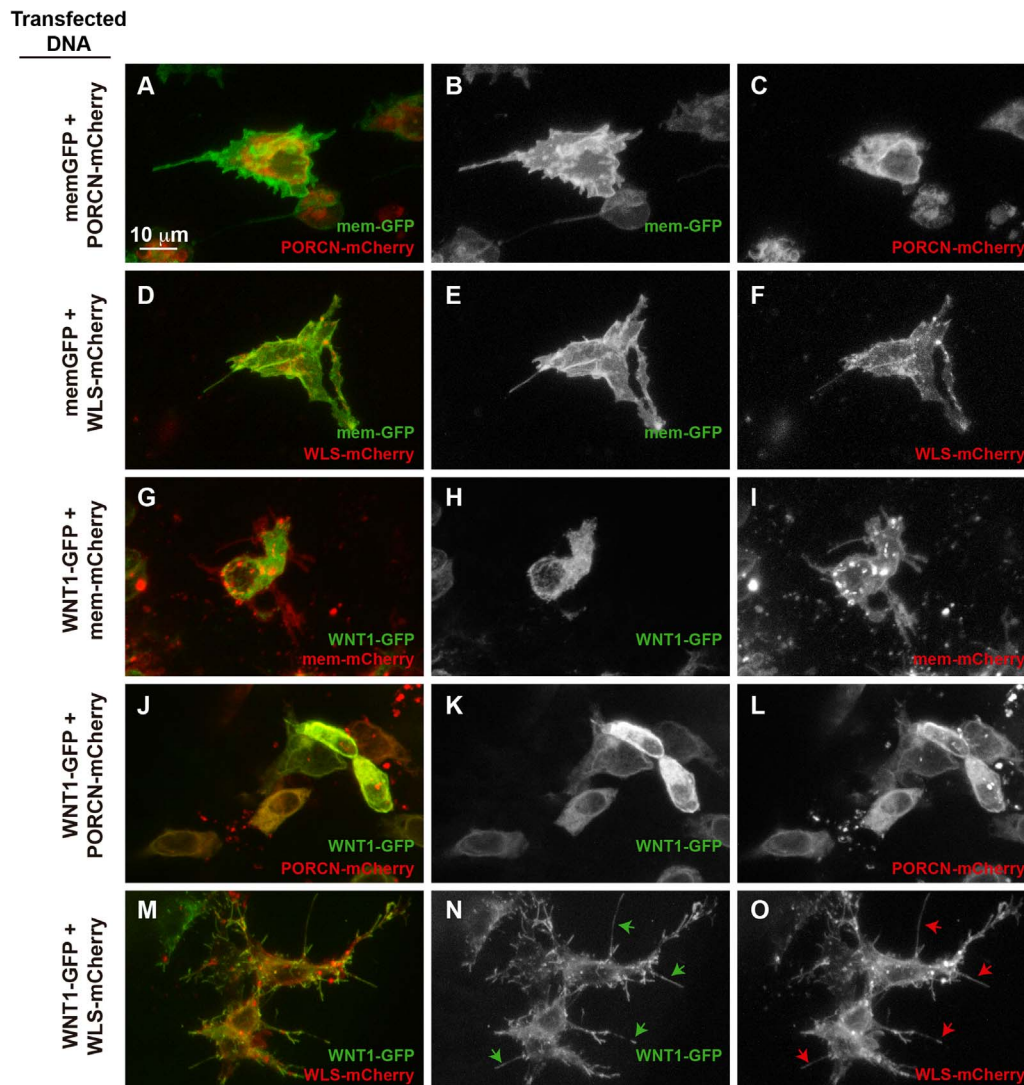 Transfected
DNA
memGFP +
PORCN-mCherry
A
mem-GFP
PORCN-mCherry
10 μm
B
mem-GFP
C
PORCN-mCherry
memGFP +
WLS-mCherry
D
mem-GFP
WLS-mCherry
E
mem-GFP
F
WLS-mCherry
WNT1-GFP +
mem-mCherry
G
WNT1-GFP
mem-mCherry
H
WNT1-GFP
I
mem-mCherry
WNT1-GFP +
PORCN-mCherry
J
WNT1-GFP
PORCN-mCherry
K
WNT1-GFP
L
PORCN-mCherry
WNT1-GFP +
WLS-mCherry
M
WNT1-GFP
WLS-mCherry
N
WNT1-GFP
O
WLS-mCherry